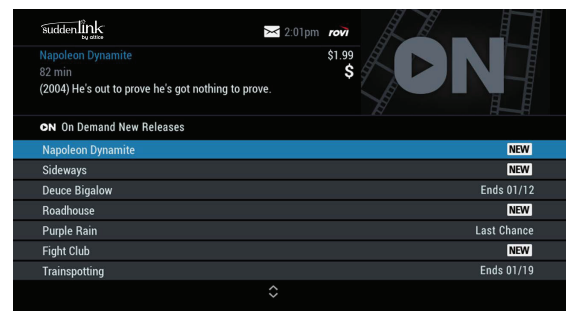 suddenlink
by altice
2:01pm rovi
Napoleon Dynamite $1.99
82 min $
(2004) He's out to prove he's got nothing to prove.
ON
ON On Demand New Releases
Napoleon Dynamite NEW
Sideways NEW
Deuce Bigalow Ends 01/12
Roadhouse NEW
Purple Rain Last Chance
Fight Club NEW
Trainspotting Ends 01/19